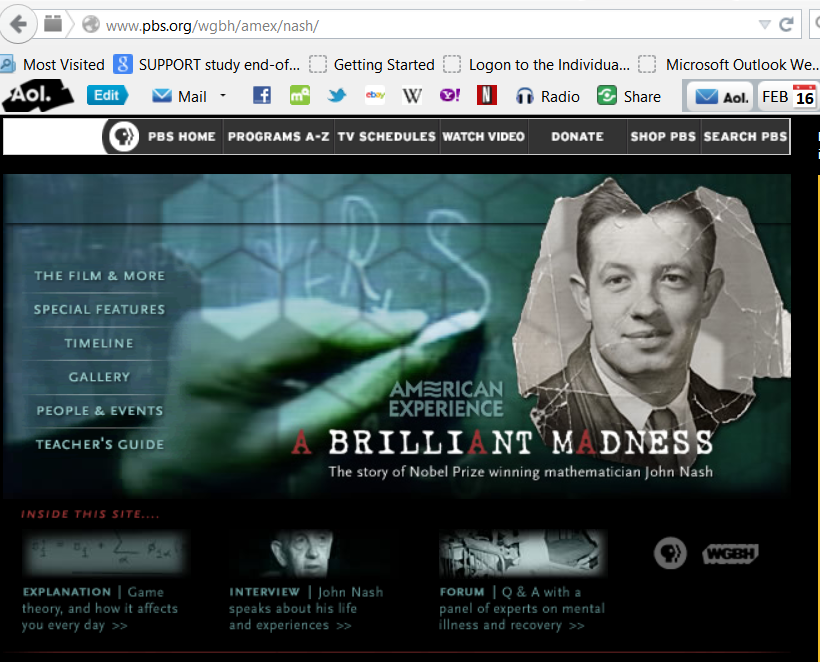 www.pbs.org/wgbh/amex/nash/
Most Visited SUPPORT study end-of... Getting Started Logon to the Individua... Microsoft Outlook We...
Aol. Edit Mail m ebay W Y! N Radio Share Aol. FEB 16
PBS HOME PROGRAMS A-Z TV SCHEDULES WATCH VIDEO DONATE SHOP PBS SEARCH PBS
THE FILM & MORE
SPECIAL FEATURES
TIMELINE
GALLERY
PEOPLE & EVENTS
TEACHER'S GUIDE
AMERICAN
EXPERIENCE
A BRILLIANT MADNESS
The story of Nobel Prize winning mathematician John Nash
INSIDE THIS SITE....
WGBH
EXPLANATION | Game
theory, and how it affects
you every day >>
INTERVIEW | John Nash
speaks about his life
and experiences >>
FORUM | Q & A with a
panel of experts on mental
illness and recovery >>